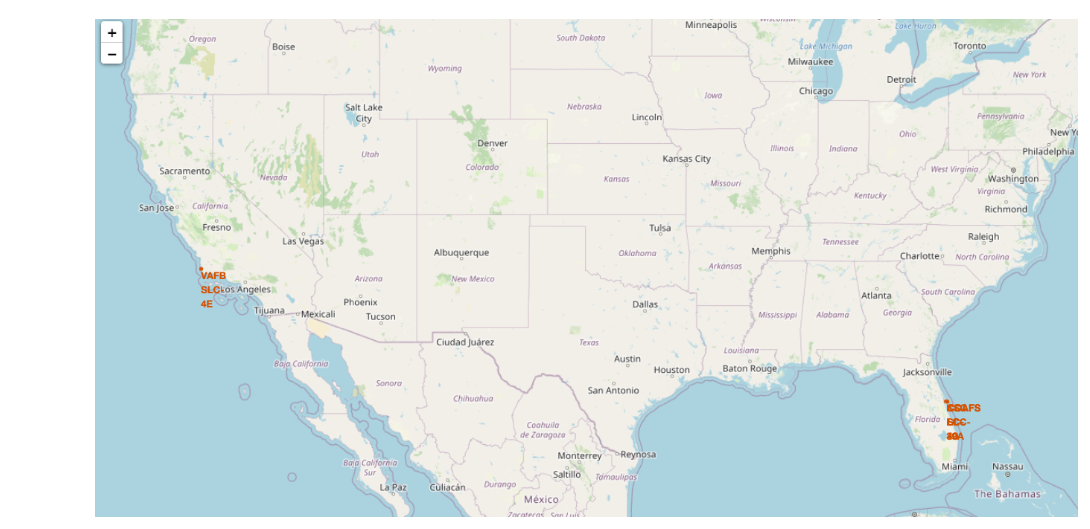 +
−
Oregon
Boise
South Dakota
Minneapolis
Wisconsin
Lake Huron
Lake Michigan
Toronto
Milwaukee
Wyoming
Detroit
New York
Chicago
Iowa
Salt Lake
City
Nebraska
Lincoln
Pennsylvania
Denver
Ohio
Philadelphia
Utah
Illinois
Indiana
Kansas City
Sacramento
Nevada
Colorado
Kansas
Missouri
West Virginia
Washington
Virginia
Kentucky
San Jose
California
Richmond
Fresno
Tulsa
Las Vegas
Raleigh
Albuquerque
Oklahoma
Memphis
Tennessee
Charlotte
North Carolina
VAFB
SLC-
4E
Los Angeles
Arizona
New Mexico
Arkansas
Atlanta
South Carolina
Phoenix
Tijuana
Mexicali
Tucson
Dallas
Mississippi
Alabama
Georgia
Ciudad Juárez
Texas
Louisiana
Baja California
Austin
Houston
Baton Rouge
Jacksonville
San Antonio
Sonora
Chihuahua
Florida
Coahuila
de Zaragoza
Monterrey
Reynosa
Baja California
Sur
Saltillo
Tamaulipas
Miami
Nassau
La Paz
Culiacán
Durango
México
The Bahamas
Zacatecas
San Luis